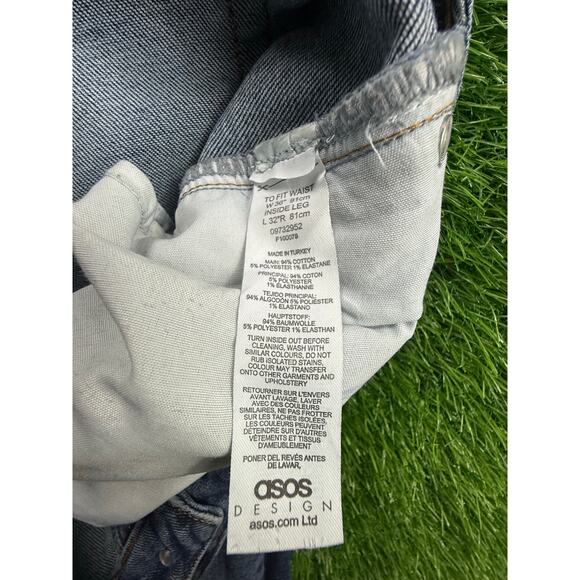 TO FIT WAIST
W 36" 91cm
INSIDE LEG
L 32"R 81cm
09732952
F100078
MADE IN TURKEY
MAIN: 94% COTTON
5% POLYESTER 1% ELASTANE
PRINCIPAL: 94% COTON
5% POLYESTER 1%
ÉLASTHANNE
TEJIDO PRINCIPAL:
94% ALGODÓN 5% POLIÉSTER
1% ELASTANO
HAUPTSTOFF:
94% BAUMWOLLE
5% POLYESTER 1% ELASTHAN
TURN INSIDE OUT BEFORE
CLEANING, WASH WITH
SIMILAR COLOURS, DO NOT
RUB ISOLATED STAINS,
COLOUR MAY TRANSFER
ONTO OTHER GARMENTS AND
UPHOLSTERY
RETOURNER SUR L'ENVERS
AVANT LAVAGE, LAVER
AVEC DES COULEURS
SIMILAIRES, NE PAS FROTTER
SUR LES TACHES ISOLÉES,
LES COULEURS PEUVENT
DÉTEINDRE SUR D'AUTRES
VÊTEMENTS ET TISSUS
D'AMEUBLEMENT
PONER DEL REVÉS ANTES
DE LAVAR,
asos
DESIGN
asos.com Ltd